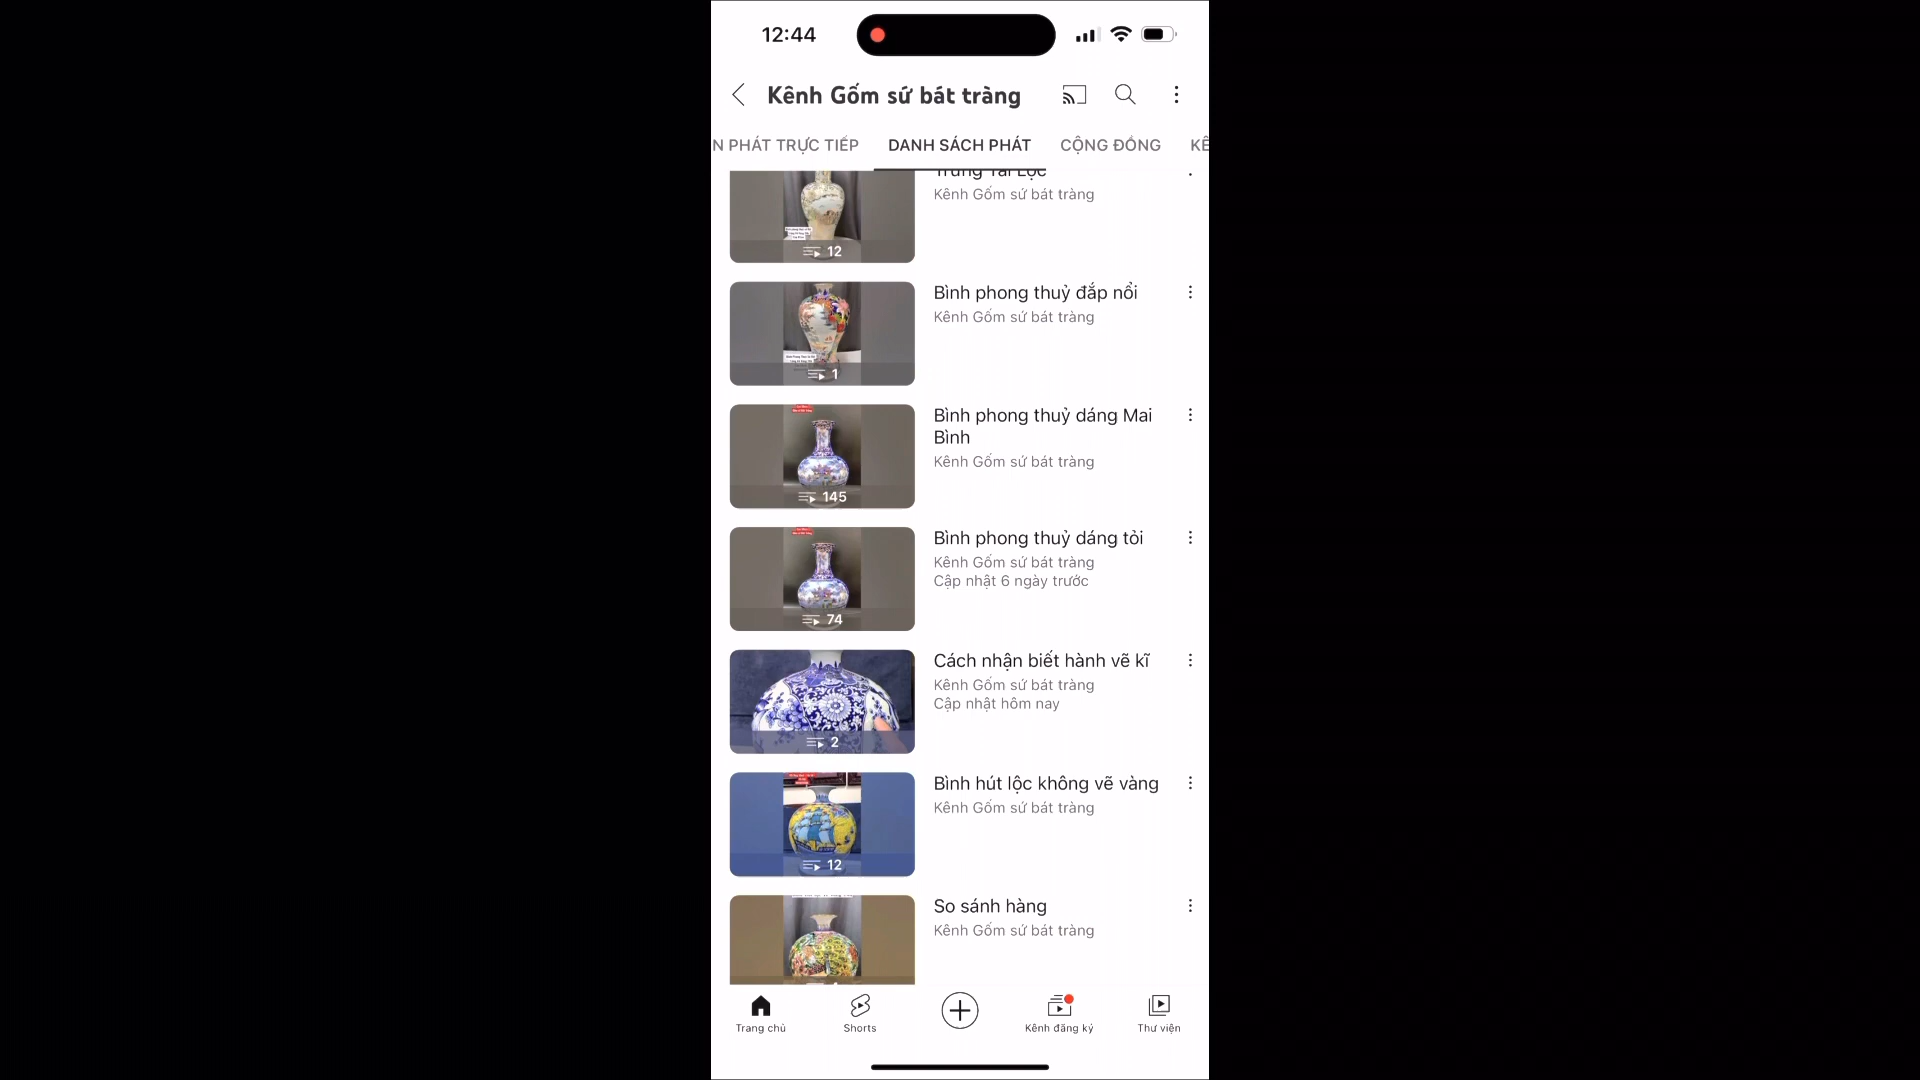 12:44
Kênh Gốm sứ bát tràng
N PHÁT TRỰC TIẾP
DANH SÁCH PHÁT
CỘNG ĐỒNG
KÊ
Trưng Tài Lộc
Kênh Gốm sứ bát tràng
12
Bình phong thuỷ đắp nổi
Kênh Gốm sứ bát tràng
1
Bình phong thuỷ dáng Mai
Bình
Kênh Gốm sứ bát tràng
145
Bình phong thuỷ dáng tỏi
Kênh Gốm sứ bát tràng
Cập nhật 6 ngày trước
74
Cách nhận biết hành vẽ kĩ
Kênh Gốm sứ bát tràng
Cập nhật hôm nay
2
Bình hút lộc không vẽ vàng
Kênh Gốm sứ bát tràng
12
So sánh hàng
Kênh Gốm sứ bát tràng
Trang chủ
Shorts
Kênh đăng ký
Thư viện